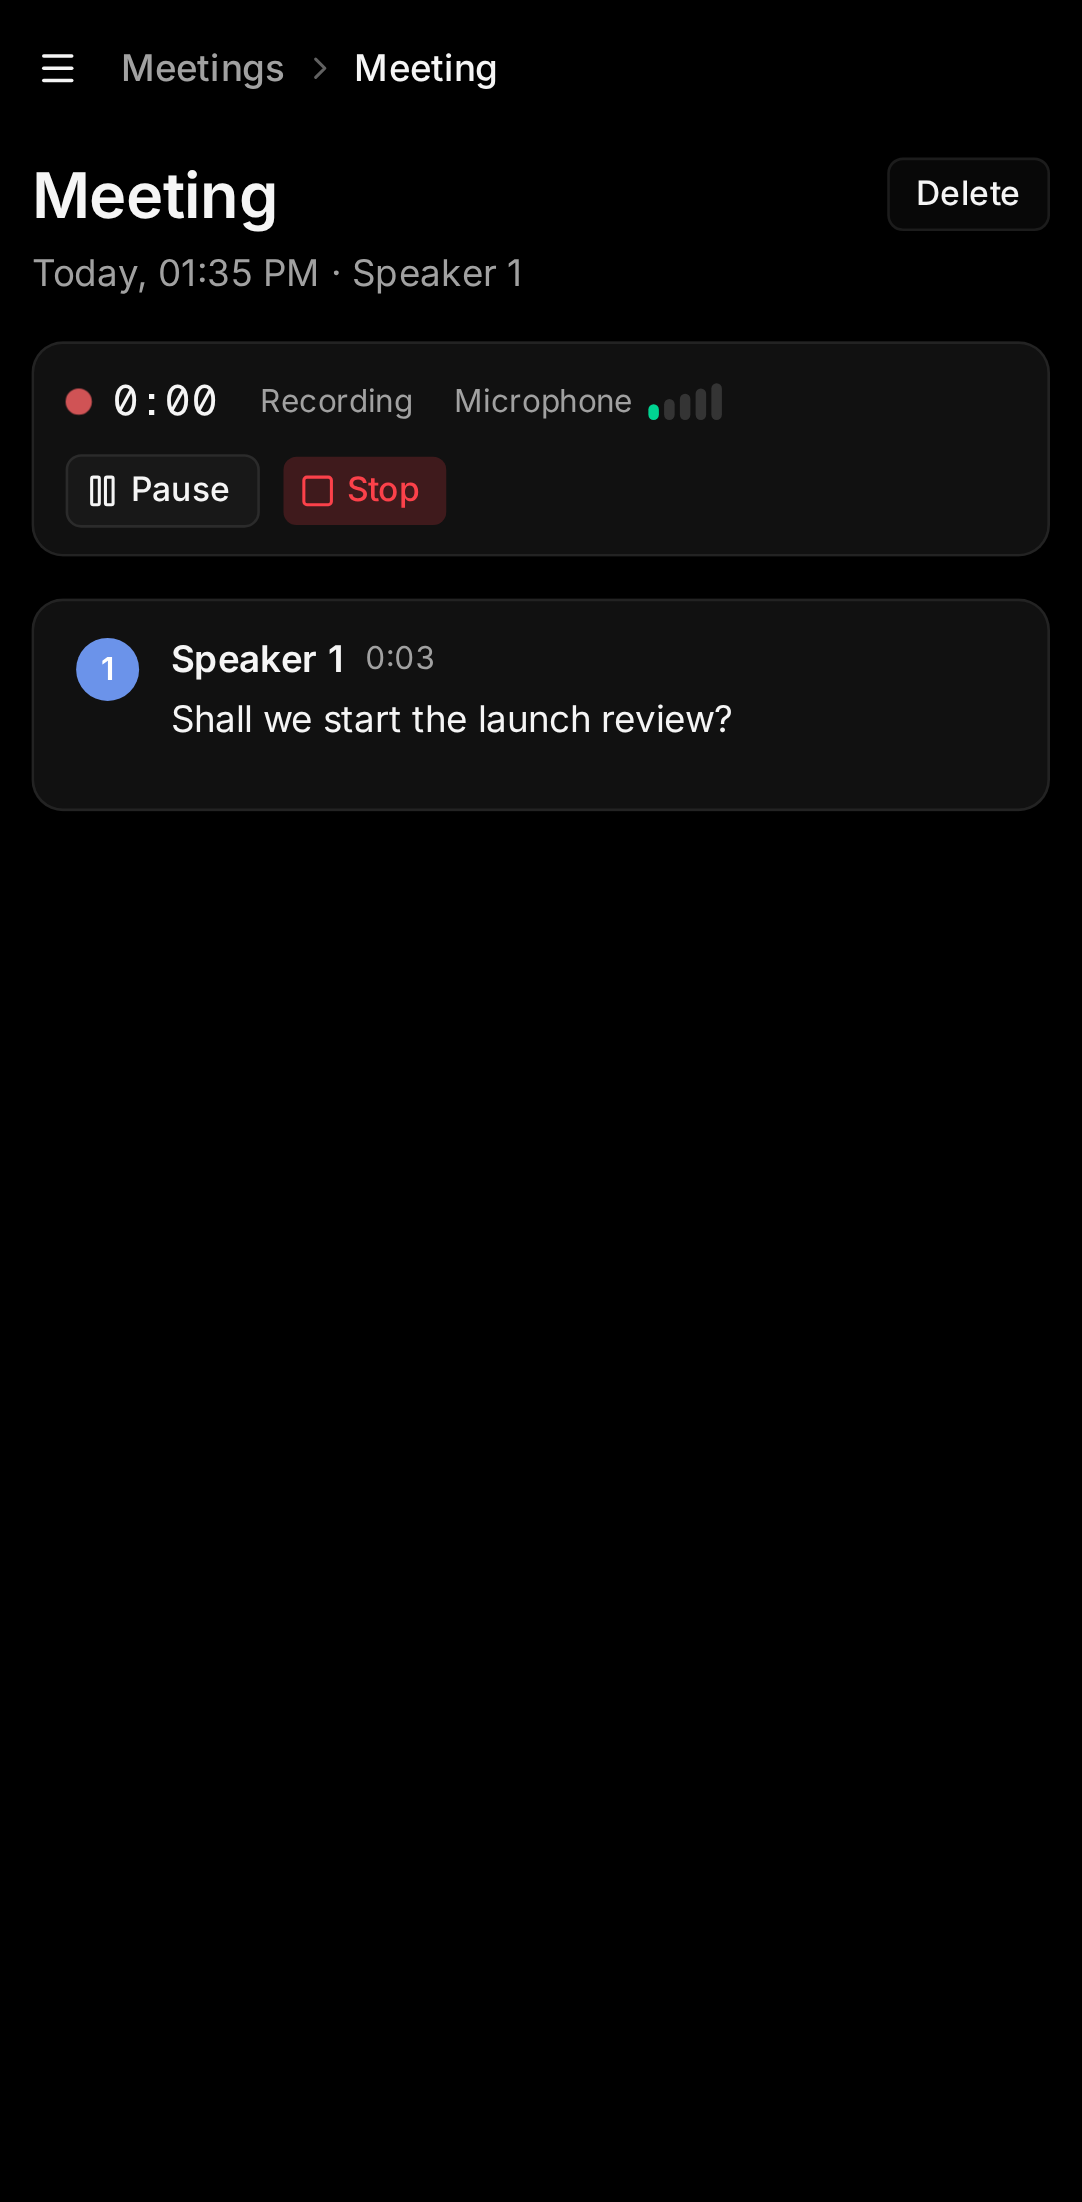 Meetings > Meeting
Meeting
Delete
Today, 01:35 PM · Speaker 1
0:00 Recording Microphone
Pause Stop
1 Speaker 1 0:03
Shall we start the launch review?